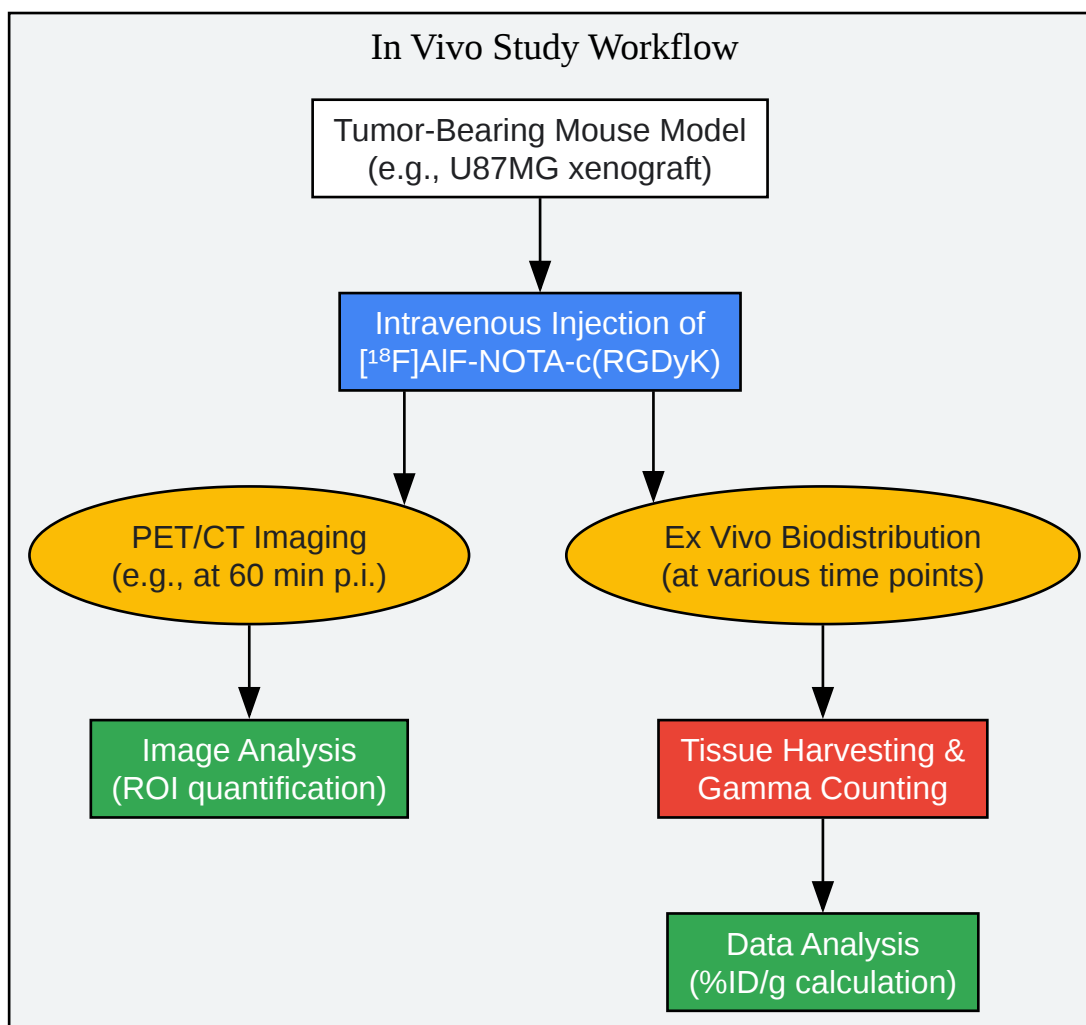 In Vivo Study Workflow
Tumor-Bearing Mouse Model
(e.g., U87MG xenograft)
Intravenous Injection of
[¹⁸F]AlF-NOTA-c(RGDyK)
PET/CT Imaging
(e.g., at 60 min p.i.)
Ex Vivo Biodistribution
(at various time points)
Image Analysis
(ROI quantification)
Tissue Harvesting &
Gamma Counting
Data Analysis
(%ID/g calculation)